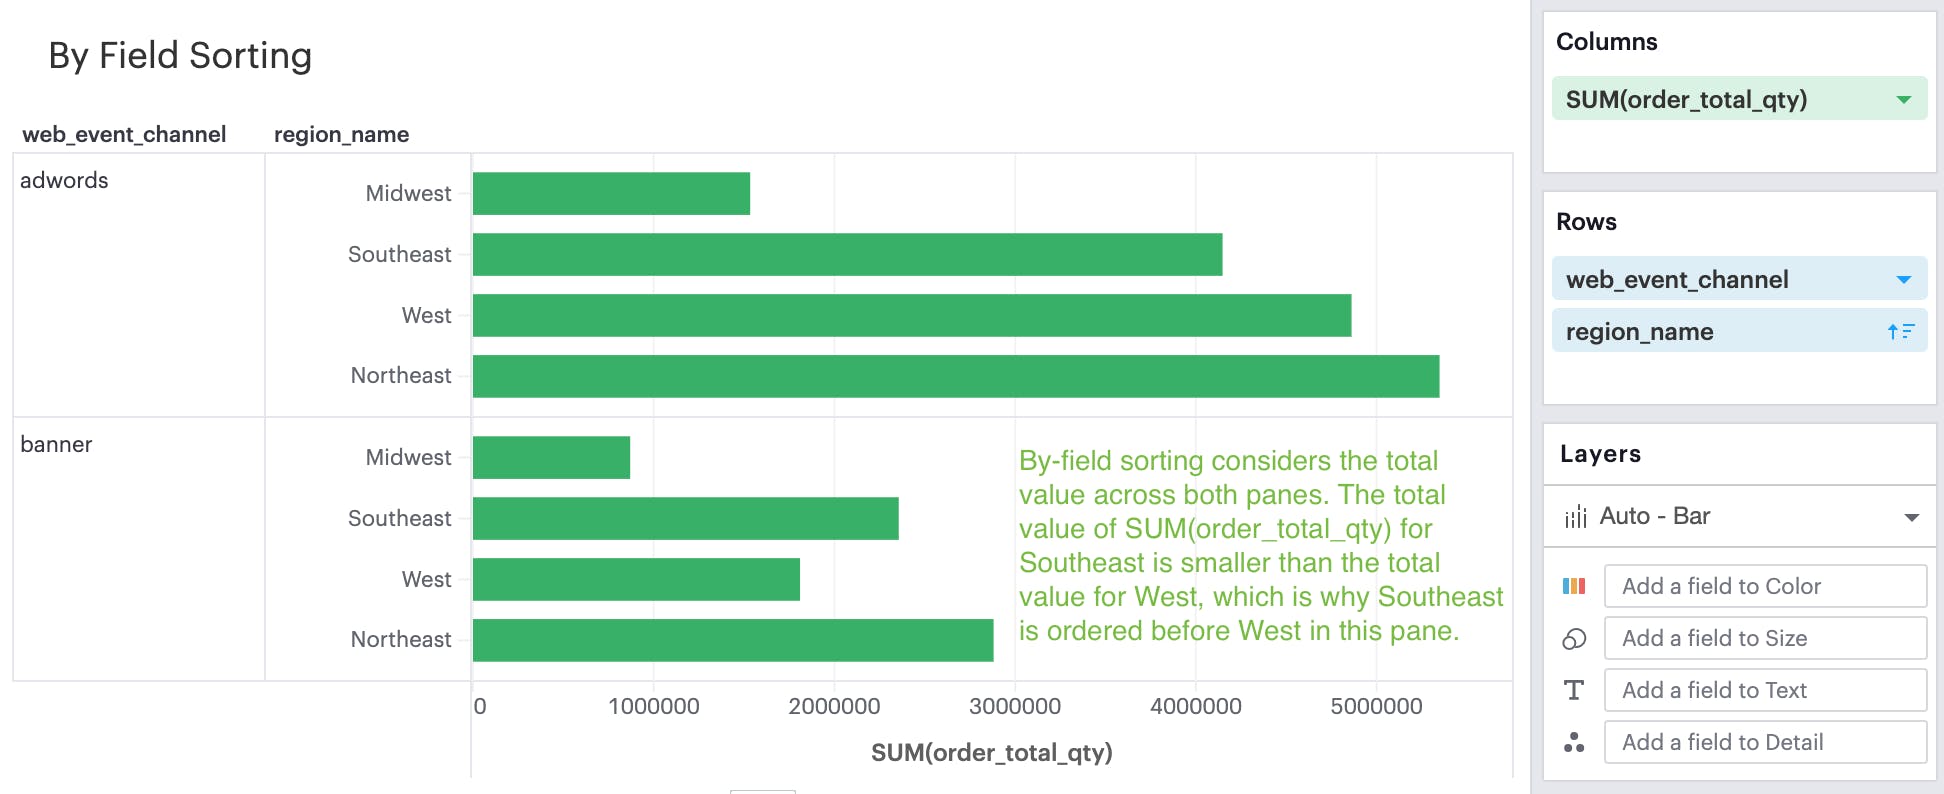 By Field Sorting
web_event_channel region_name
adwords
Midwest
Southeast
West
Northeast
banner
Midwest
Southeast
West
Northeast
By-field sorting considers the total
value across both panes. The total
value of SUM(order_total_qty) for
Southeast is smaller than the total
value for West, which is why Southeast
is ordered before West in this pane.
0 1000000 2000000 3000000 4000000 5000000
SUM(order_total_qty)
Columns
SUM(order_total_qty)
Rows
web_event_channel
region_name
Layers
Auto - Bar
Add a field to Color
Add a field to Size
T Add a field to Text
Add a field to Detail